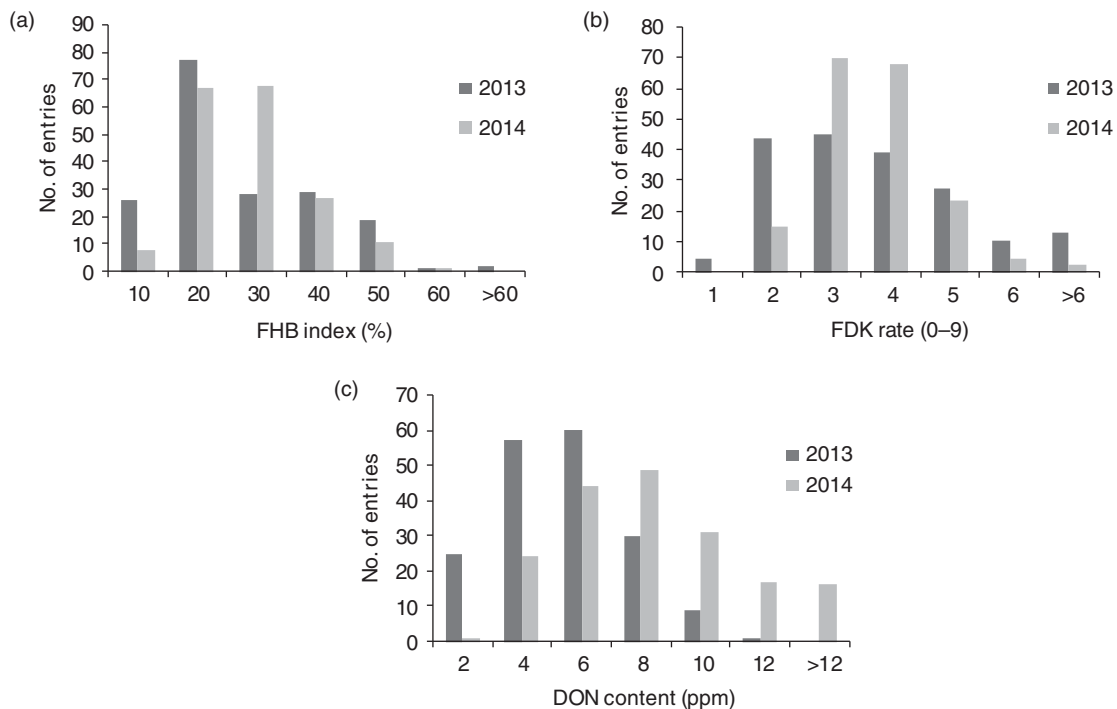 (a)
90
80
70
60
50
40
30
20
10
0
No. of entries
2013
2014
10 20 30 40 50 60 >60
FHB index (%)
(b)
80
70
60
50
40
30
20
10
0
No. of entries
2013
2014
1 2 3 4 5 6 >6
FDK rate (0–9)
(c)
70
60
50
40
30
20
10
0
No. of entries
2013
2014
2 4 6 8 10 12 >12
DON content (ppm)